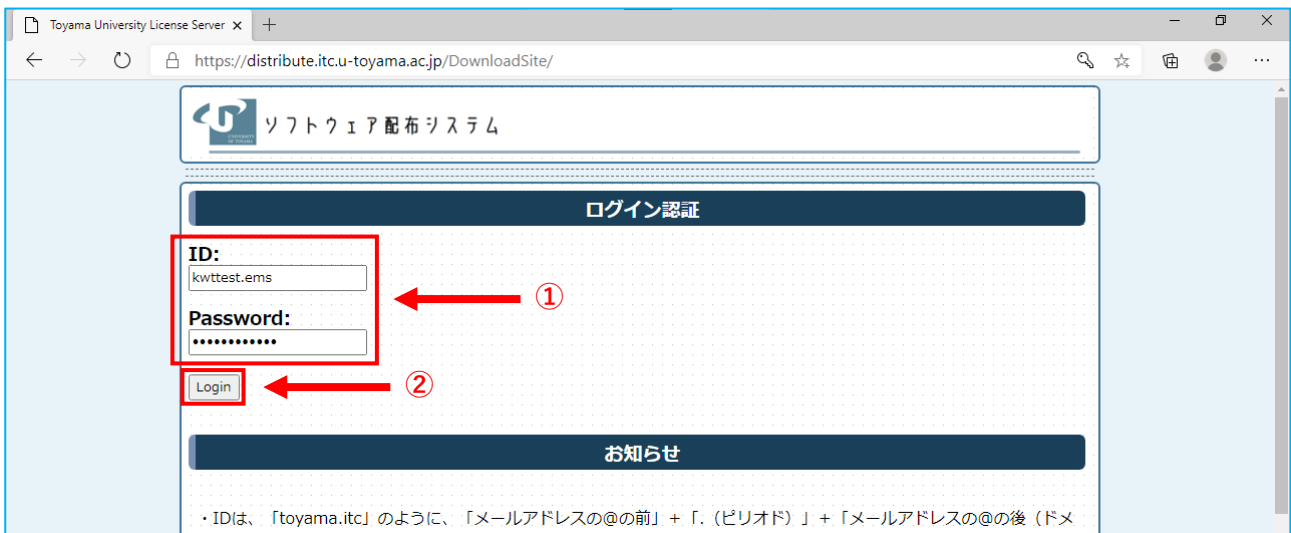 Toyama University License Server
https://distribute.itc.u-toyama.ac.jp/DownloadSite/
UNIVERSITY
OF TOYAMA
ソフトウェア配布システム
ログイン認証
ID:
kwttest.ems
①
Password:
••••••••••••
Login
②
お知らせ
・IDは、「toyama.itc」のように、「メールアドレスの@の前」+「.（ピリオド）」+「メールアドレスの@の後（ドメ